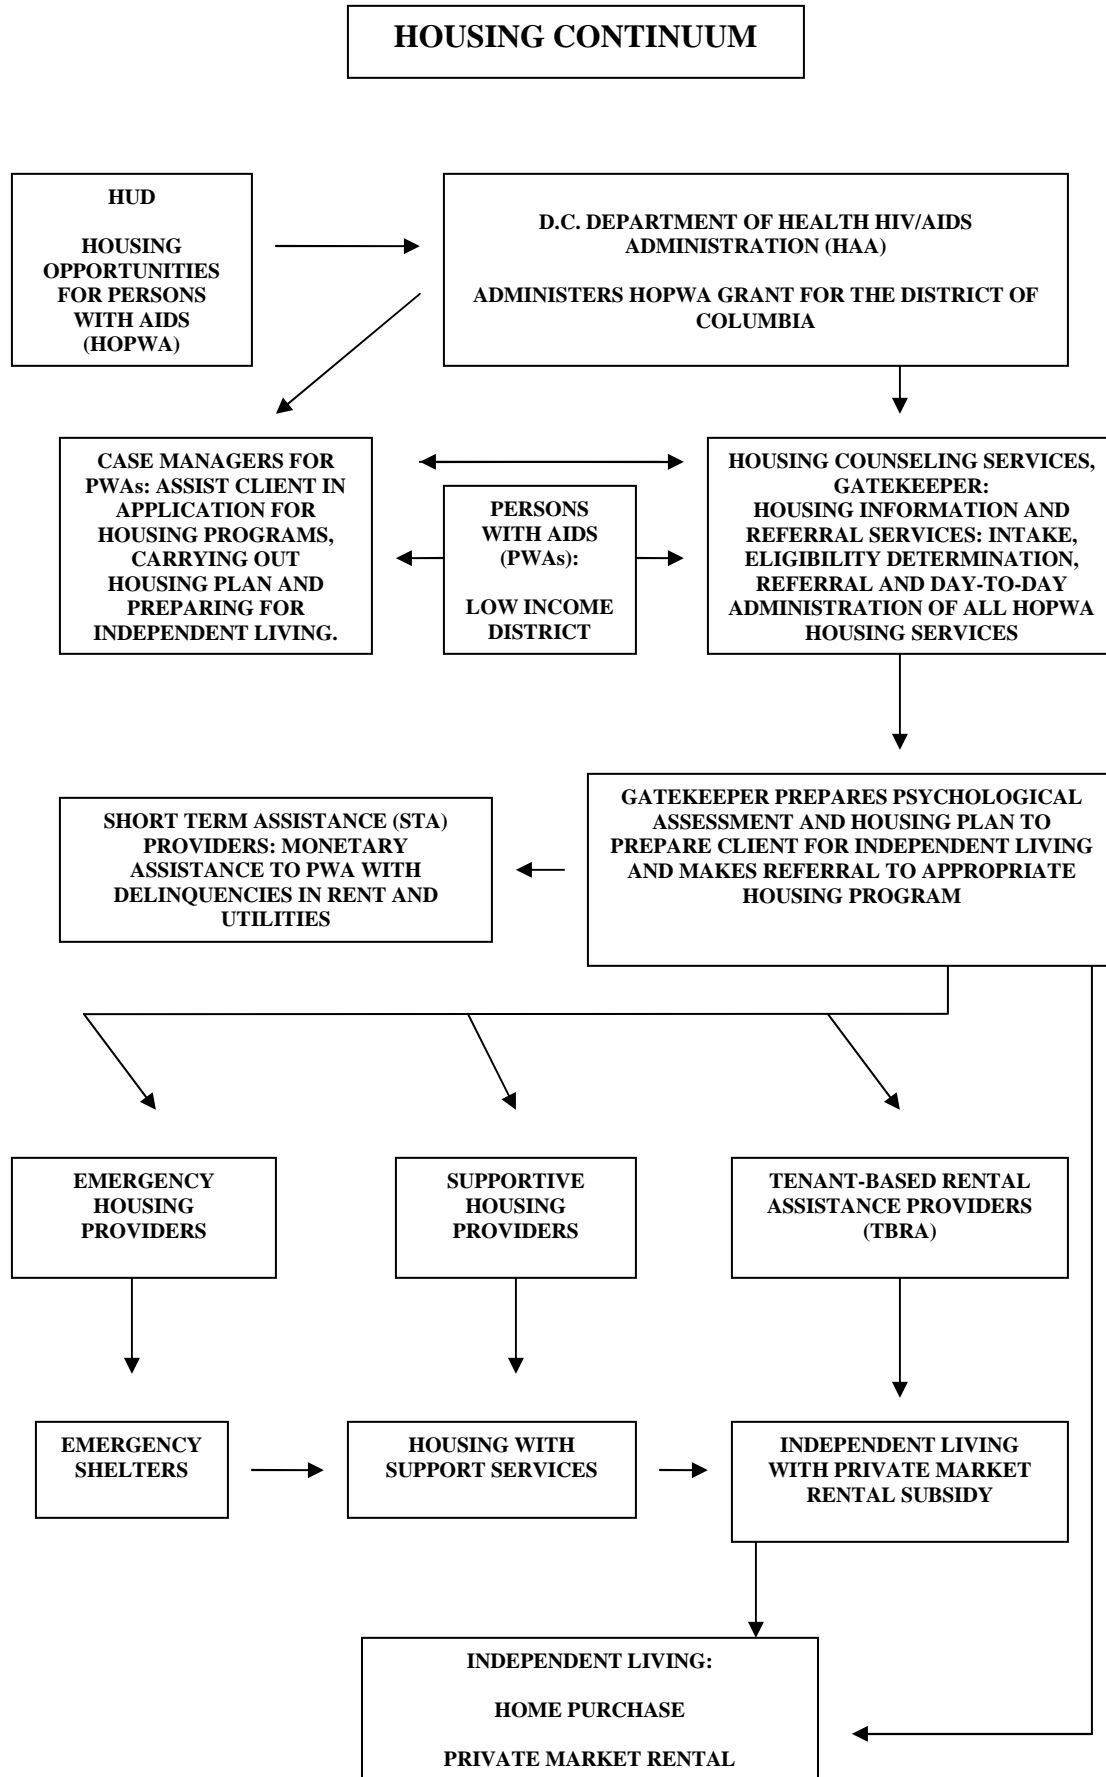 HOUSING CONTINUUM
HUD
HOUSING
OPPORTUNITIES
FOR PERSONS
WITH AIDS
(HOPWA)
D.C. DEPARTMENT OF HEALTH HIV/AIDS
ADMINISTRATION (HAA)
ADMINISTERS HOPWA GRANT FOR THE DISTRICT OF
COLUMBIA
CASE MANAGERS FOR
PWAs: ASSIST CLIENT IN
APPLICATION FOR
HOUSING PROGRAMS,
CARRYING OUT
HOUSING PLAN AND
PREPARING FOR
INDEPENDENT LIVING.
PERSONS
WITH AIDS
(PWAs):
LOW INCOME
DISTRICT
HOUSING COUNSELING SERVICES,
GATEKEEPER:
HOUSING INFORMATION AND
REFERRAL SERVICES: INTAKE,
ELIGIBILITY DETERMINATION,
REFERRAL AND DAY-TO-DAY
ADMINISTRATION OF ALL HOPWA
HOUSING SERVICES
SHORT TERM ASSISTANCE (STA)
PROVIDERS: MONETARY
ASSISTANCE TO PWA WITH
DELINQUENCIES IN RENT AND
UTILITIES
GATEKEEPER PREPARES PSYCHOLOGICAL
ASSESSMENT AND HOUSING PLAN TO
PREPARE CLIENT FOR INDEPENDENT LIVING
AND MAKES REFERRAL TO APPROPRIATE
HOUSING PROGRAM
EMERGENCY
HOUSING
PROVIDERS
SUPPORTIVE
HOUSING
PROVIDERS
TENANT-BASED RENTAL
ASSISTANCE PROVIDERS
(TBRA)
EMERGENCY
SHELTERS
HOUSING WITH
SUPPORT SERVICES
INDEPENDENT LIVING
WITH PRIVATE MARKET
RENTAL SUBSIDY
INDEPENDENT LIVING:
HOME PURCHASE
PRIVATE MARKET RENTAL